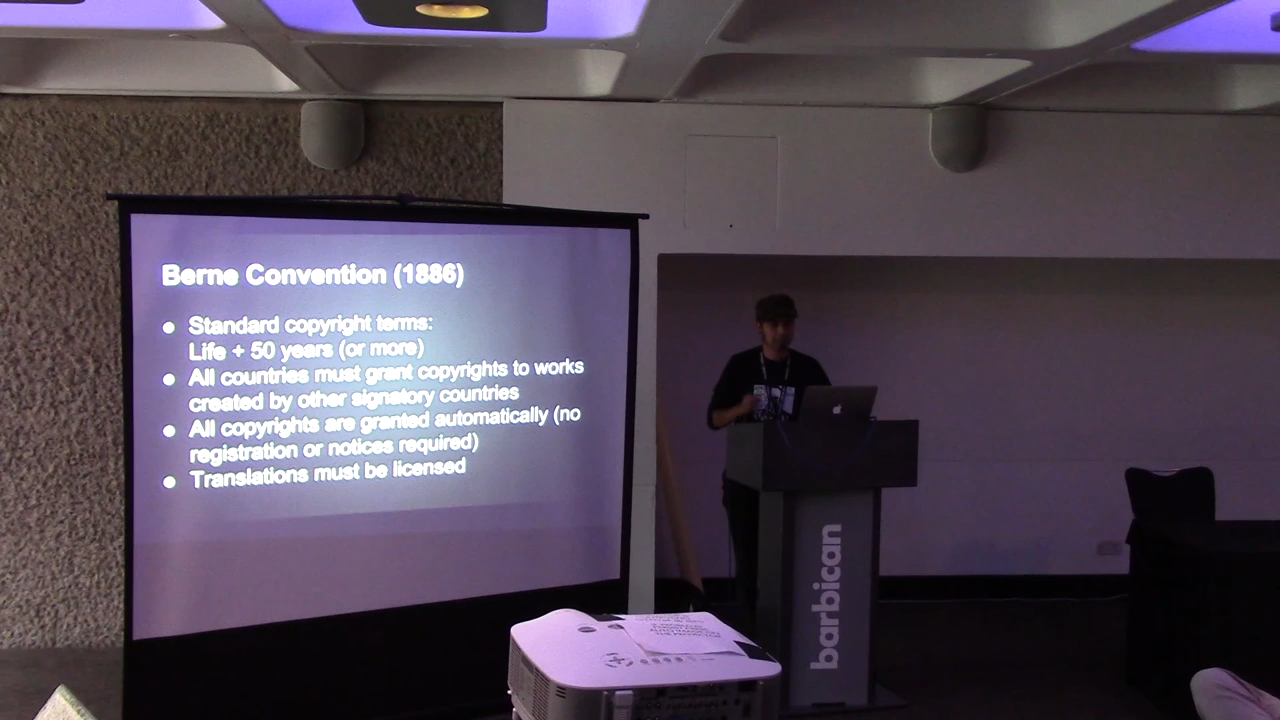 Berne Convention (1886)
● Standard copyright terms:
Life + 50 years (or more)
● All countries must grant copyrights to works
created by other signatory countries
● All copyrights are granted automatically (no
registration or notices required)
● Translations must be licensed
barbican